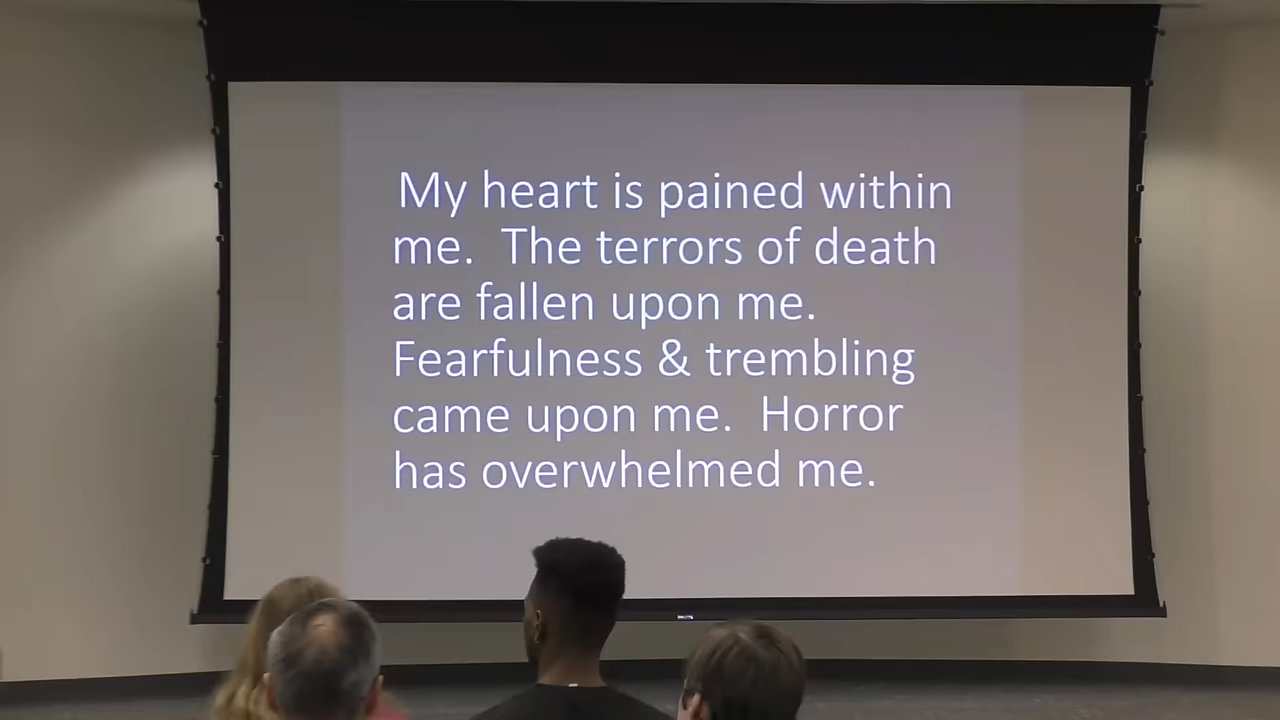 My heart is pained within
me.  The terrors of death
are fallen upon me.
Fearfulness & trembling
came upon me.  Horror
has overwhelmed me.